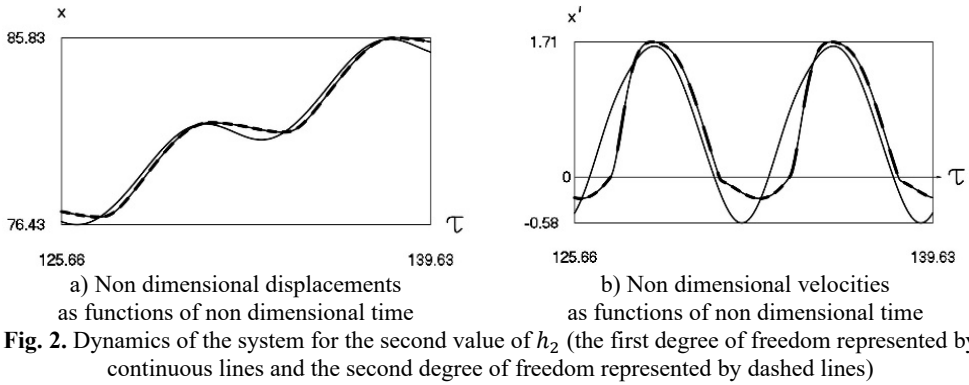 x
85.83
76.43
τ
125.66
139.63
a) Non dimensional displacements
as functions of non dimensional time
x'
1.71
0
-0.58
τ
125.66
139.63
b) Non dimensional velocities
as functions of non dimensional time
Fig. 2. Dynamics of the system for the second value of h₂ (the first degree of freedom represented by
continuous lines and the second degree of freedom represented by dashed lines)